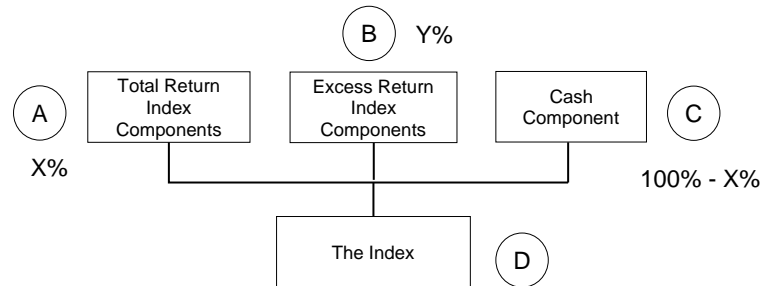 B
Y%
A
Total Return
Index
Components
Excess Return
Index
Components
Cash
Component
C
X%
100% - X%
The Index
D